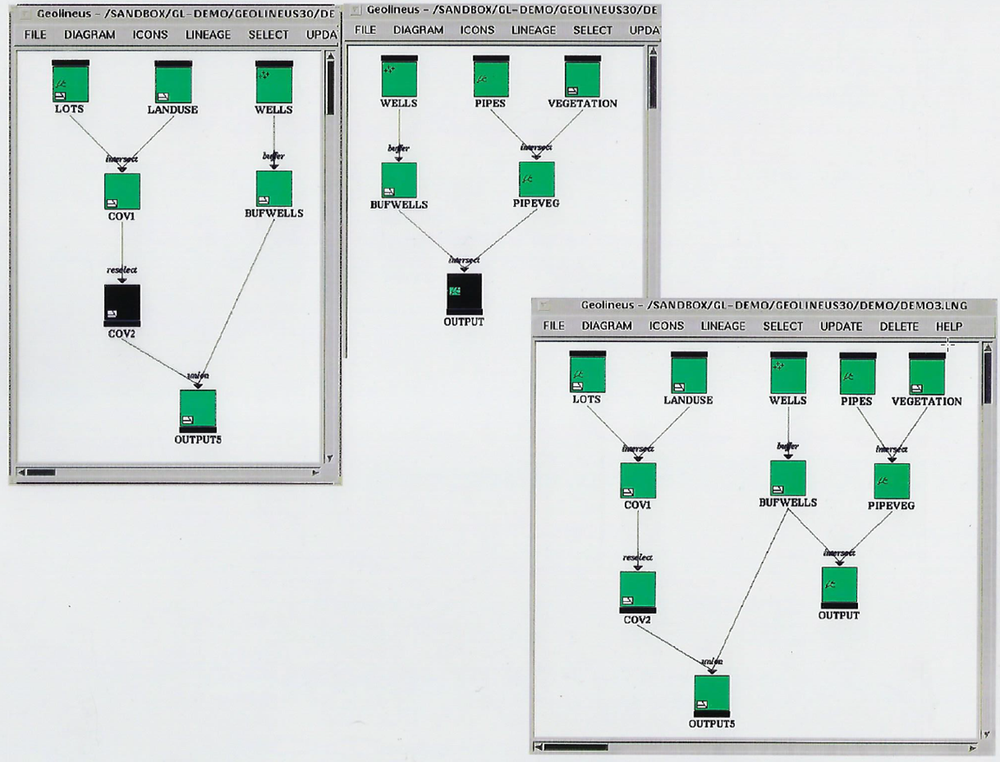 Geolineus - /SANDBOX/GL-DEMO/GEOLINEUS30/DE
FILE DIAGRAM ICONS LINEAGE SELECT UPDA
LOTS LANDUSE WELLS
intersect buffer
COV1 BUFWELLS
reselect
COV2
union
OUTPUT5
Geolineus - /SANDBOX/GL-DEMO/GEOLINEUS30/DE
FILE DIAGRAM ICONS LINEAGE SELECT UPDA
WELLS PIPES VEGETATION
buffer intersect
BUFWELLS PIPEVEG
intersect
OUTPUT
Geolineus - /SANDBOX/GL-DEMO/GEOLINEUS30/DEMO/DEMO3.LNG
FILE DIAGRAM ICONS LINEAGE SELECT UPDATE DELETE HELP
LOTS LANDUSE WELLS PIPES VEGETATION
intersect buffer intersect
COV1 BUFWELLS PIPEVEG
reselect intersect
COV2 OUTPUT
union
OUTPUT5